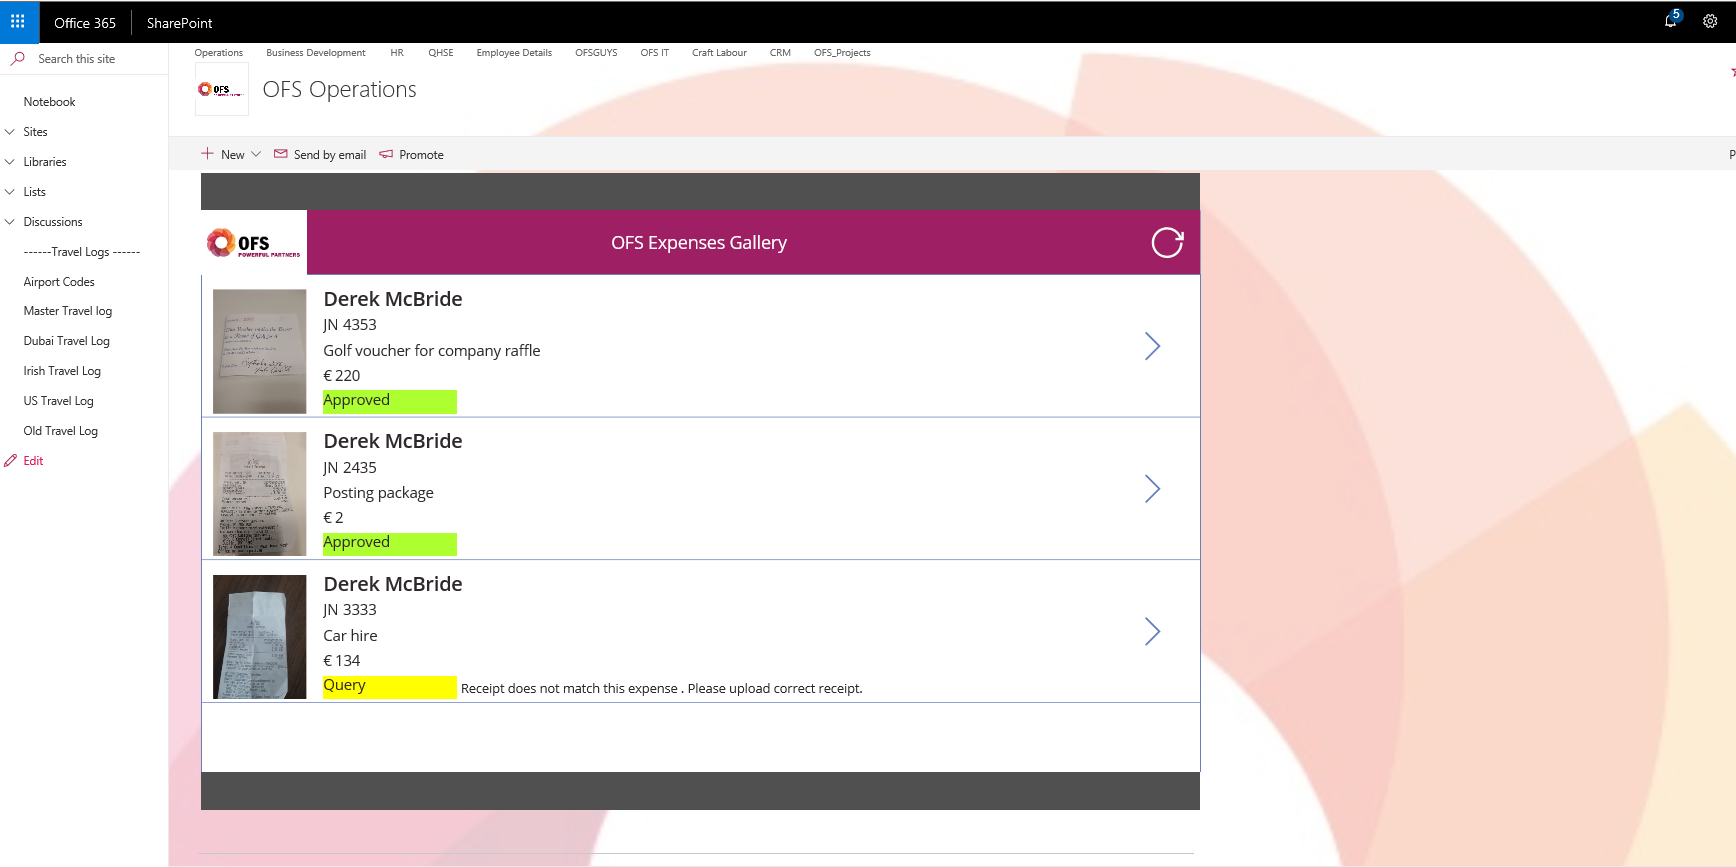 Office 365
SharePoint
5
Search this site
Operations
Business Development
HR
QHSE
Employee Details
OFSGUYS
OFS IT
Craft Labour
CRM
OFS_Projects
OFS
OFS Operations
Notebook
Sites
Libraries
Lists
Discussions
------Travel Logs ------
Airport Codes
Master Travel log
Dubai Travel Log
Irish Travel Log
US Travel Log
Old Travel Log
Edit
New
Send by email
Promote
P
OFS
POWERFUL PARTNERS
OFS Expenses Gallery
Derek McBride
JN 4353
Golf voucher for company raffle
€ 220
Approved
Derek McBride
JN 2435
Posting package
€ 2
Approved
Derek McBride
JN 3333
Car hire
€ 134
Query
Receipt does not match this expense . Please upload correct receipt.